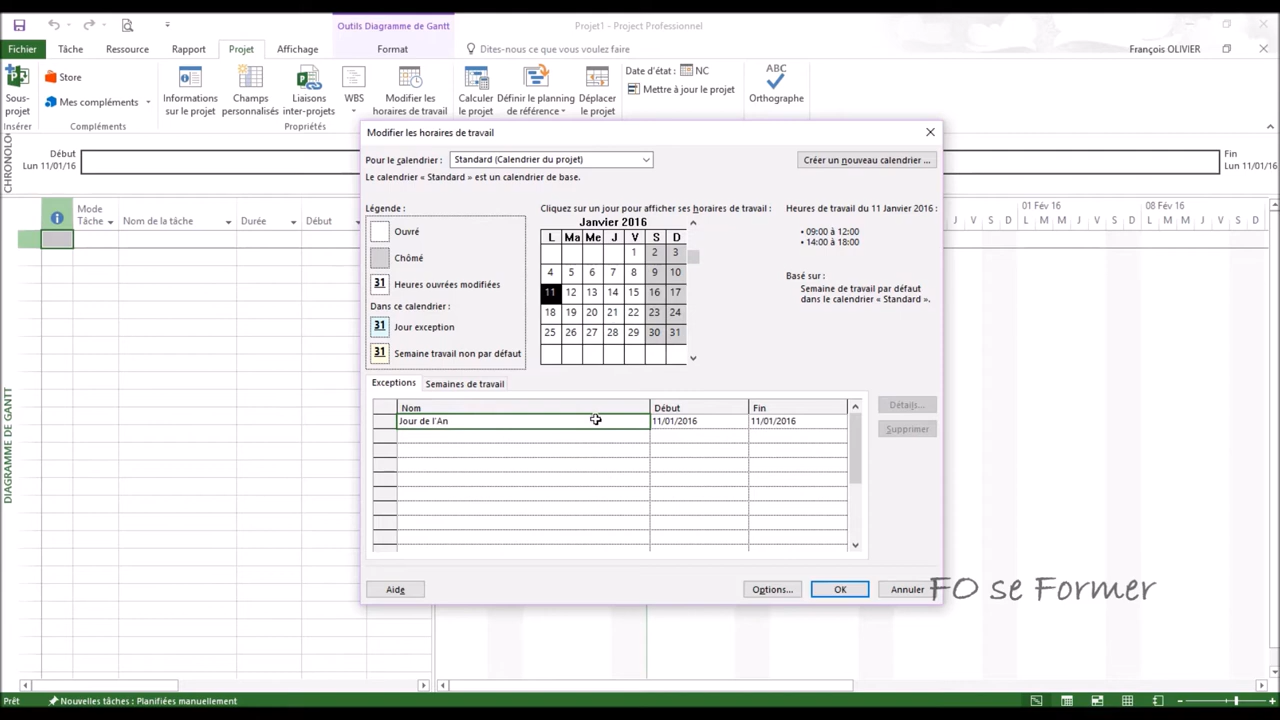 Outils Diagramme de Gantt
Projet1 - Project Professionnel
Fichier
Tâche
Ressource
Rapport
Projet
Affichage
Format
Dites-nous ce que vous voulez faire
François OLIVIER
Sous-
projet
Insérer
Store
Mes compléments
Compléments
Informations
sur le projet
Champs
personnalisés
Liaisons
inter-projets
WBS
Modifier les
horaires de travail
Propriétés
Calculer
le projet
Définir le planning
de référence
Déplacer
le projet
Date d'état :
NC
Mettre à jour le projet
ABC
Orthographe
CHRONOLO
Début
Lun 11/01/16
Fin
Lun 11/01/16
Modifier les horaires de travail
Pour le calendrier :
Standard (Calendrier du projet)
Créer un nouveau calendrier ...
Le calendrier « Standard » est un calendrier de base.
Légende :
Ouvré
Chômé
31
Heures ouvrées modifiées
Dans ce calendrier :
31
Jour exception
31
Semaine travail non par défaut
Cliquez sur un jour pour afficher ses horaires de travail :
Janvier 2016
L Ma Me J V S D
1 2 3
4 5 6 7 8 9 10
11 12 13 14 15 16 17
18 19 20 21 22 23 24
25 26 27 28 29 30 31
Heures de travail du 11 Janvier 2016 :
• 09:00 à 12:00
• 14:00 à 18:00
Basé sur :
Semaine de travail par défaut
dans le calendrier « Standard ».
Exceptions
Semaines de travail
Nom Début Fin
Jour de l'An 11/01/2016 11/01/2016
Détails...
Supprimer
Aide
Options...
OK
Annuler
Mode
Tâche
Nom de la tâche
Durée
Début
01 Fév 16
08 Fév 16
J V S D L M M J V S D L M M J V S D
DIAGRAMME DE GANTT
FO se Former
Prêt
Nouvelles tâches : Planifiées manuellement